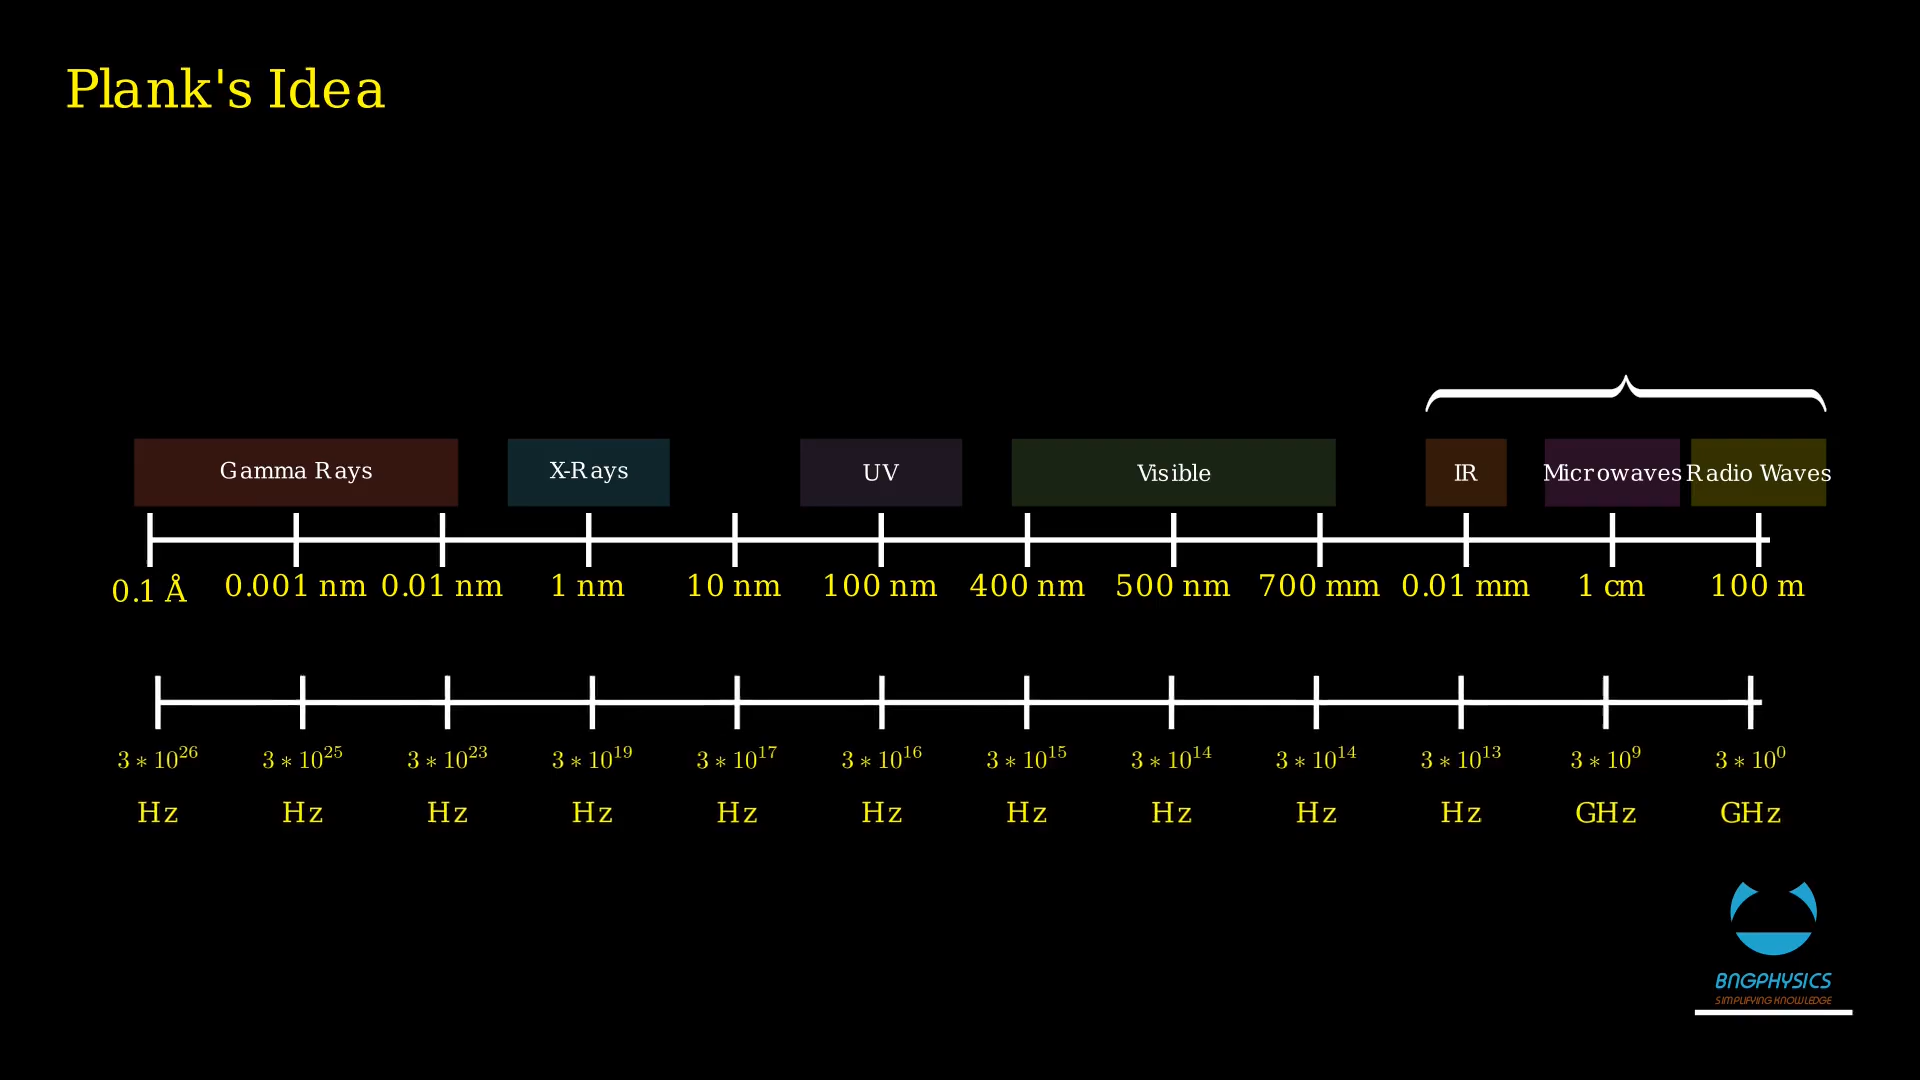 Plank's Idea
Gamma Rays X-Rays UV Visible IR Microwaves Radio Waves
0.1 Å 0.001 nm 0.01 nm 1 nm 10 nm 100 nm 400 nm 500 nm 700 mm 0.01 mm 1 cm 100 m
3 ∗ 10²⁶ 3 ∗ 10²⁵ 3 ∗ 10²³ 3 ∗ 10¹⁹ 3 ∗ 10¹⁷ 3 ∗ 10¹⁶ 3 ∗ 10¹⁵ 3 ∗ 10¹⁴ 3 ∗ 10¹⁴ 3 ∗ 10¹³ 3 ∗ 10⁹ 3 ∗ 10⁰
Hz Hz Hz Hz Hz Hz Hz Hz Hz Hz GHz GHz
BNGPHYSICS
SIMPLIFYING KNOWLEDGE